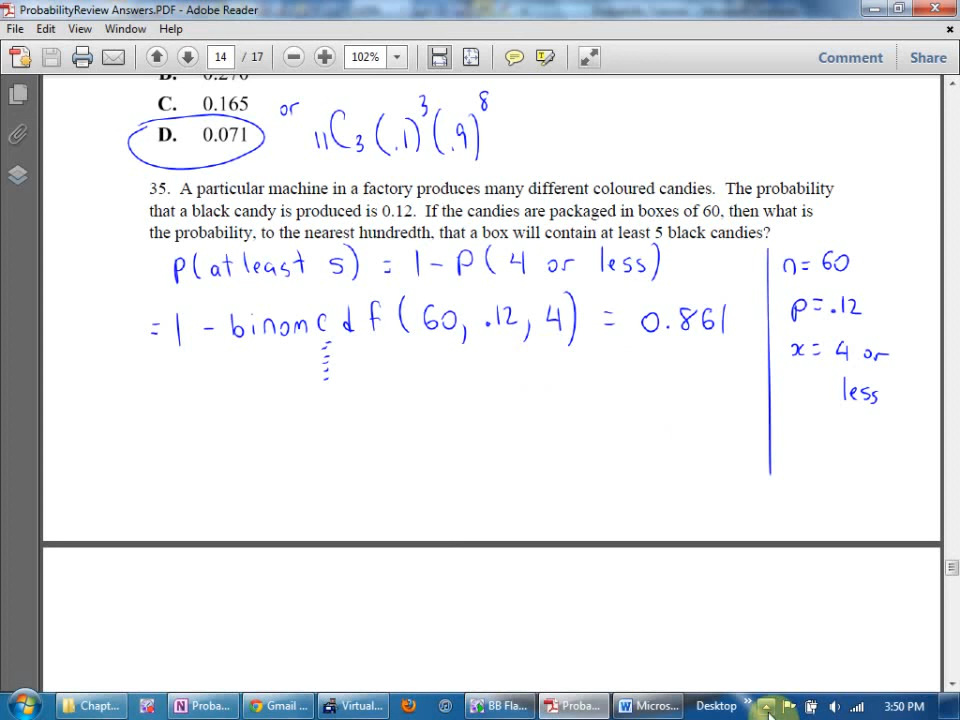 ProbabilityReview Answers.PDF - Adobe Reader
File Edit View Window Help
14 / 17 102% Comment Share
B. 0.270
C. 0.165
D. 0.071
or 11C3 (.1)^3 (.9)^8
35. A particular machine in a factory produces many different coloured candies. The probability
that a black candy is produced is 0.12. If the candies are packaged in boxes of 60, then what is
the probability, to the nearest hundredth, that a box will contain at least 5 black candies?
P(at least 5) = 1 - P(4 or less)
= 1 - binomcdf(60, .12, 4) = 0.861
n = 60
p = .12
x = 4 or
less
Chapt... Proba... Gmail ... Virtual... BB Fla... Proba... Micros... Desktop » 3:50 PM